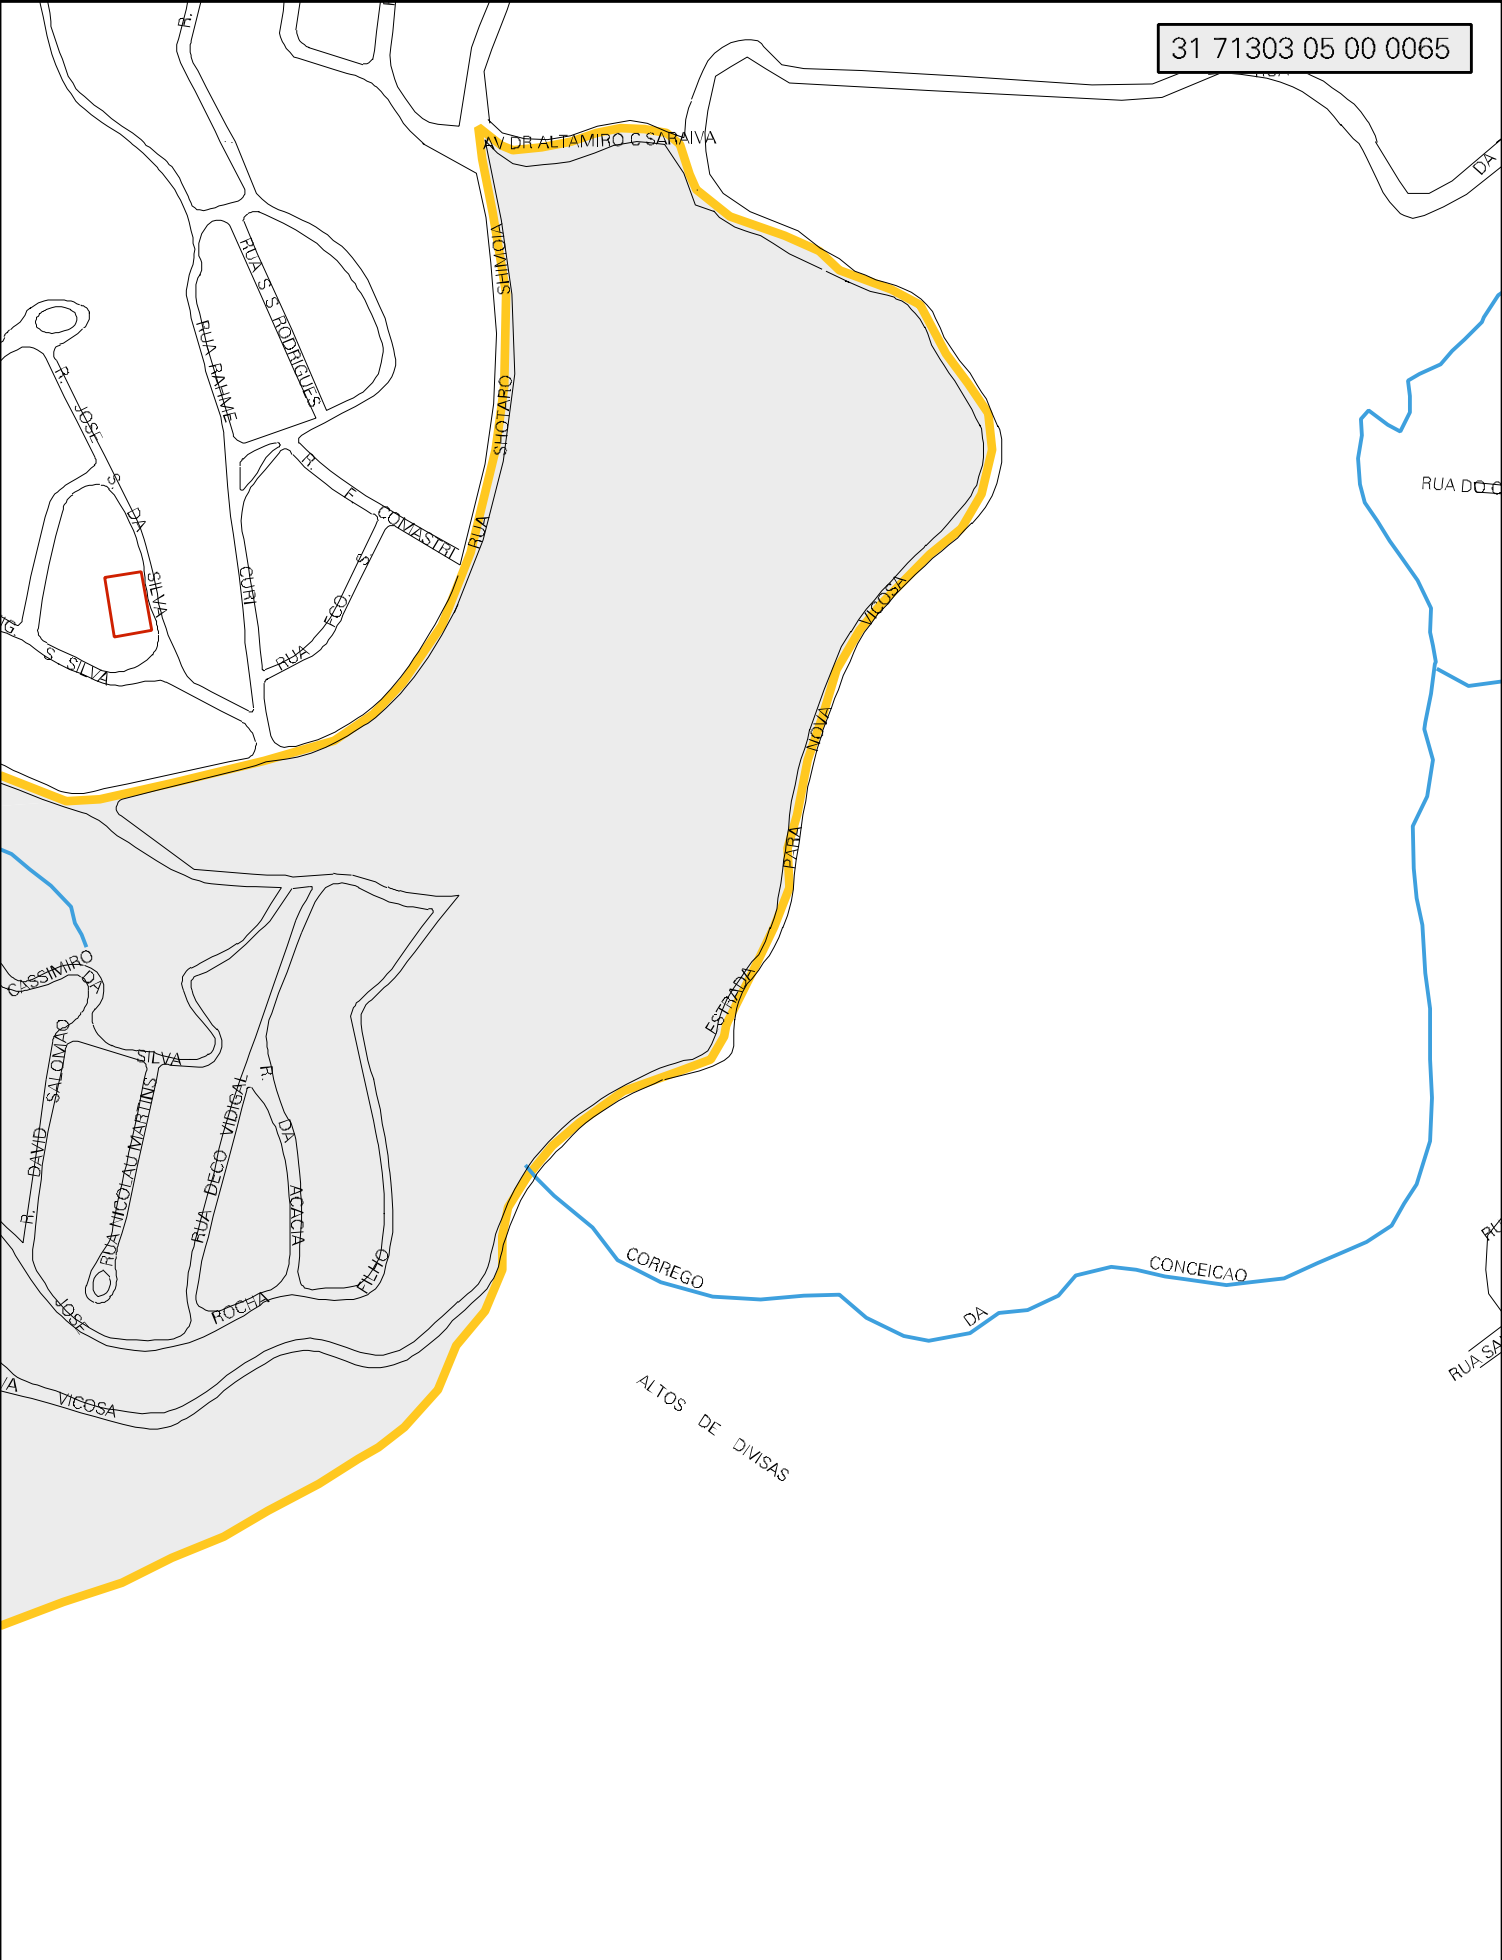 31 71303 05 00 0065
R.
AV DR ALTAMIRO C SARAIVA
DA
RUA SHOTARO SHIMOIA
RUA S S RODRIGUES
RUA RAHME CURI
R. JOSE S. DA SILVA
R. F COMASTRI
RUA FCO. S
S SILVA
RUA DO
ESTRADA PARA NOVA VICOSA
CASSIMIRO DA SILVA
R. DAVID SALOMAO
RUA NICOLAU MARTINS
RUA DECO VIDIGAL
R. DA ACACIA
JOSE ROCHA FILHO
VICOSA
CORREGO DA CONCEICAO
ALTOS DE DIVISAS
RUA